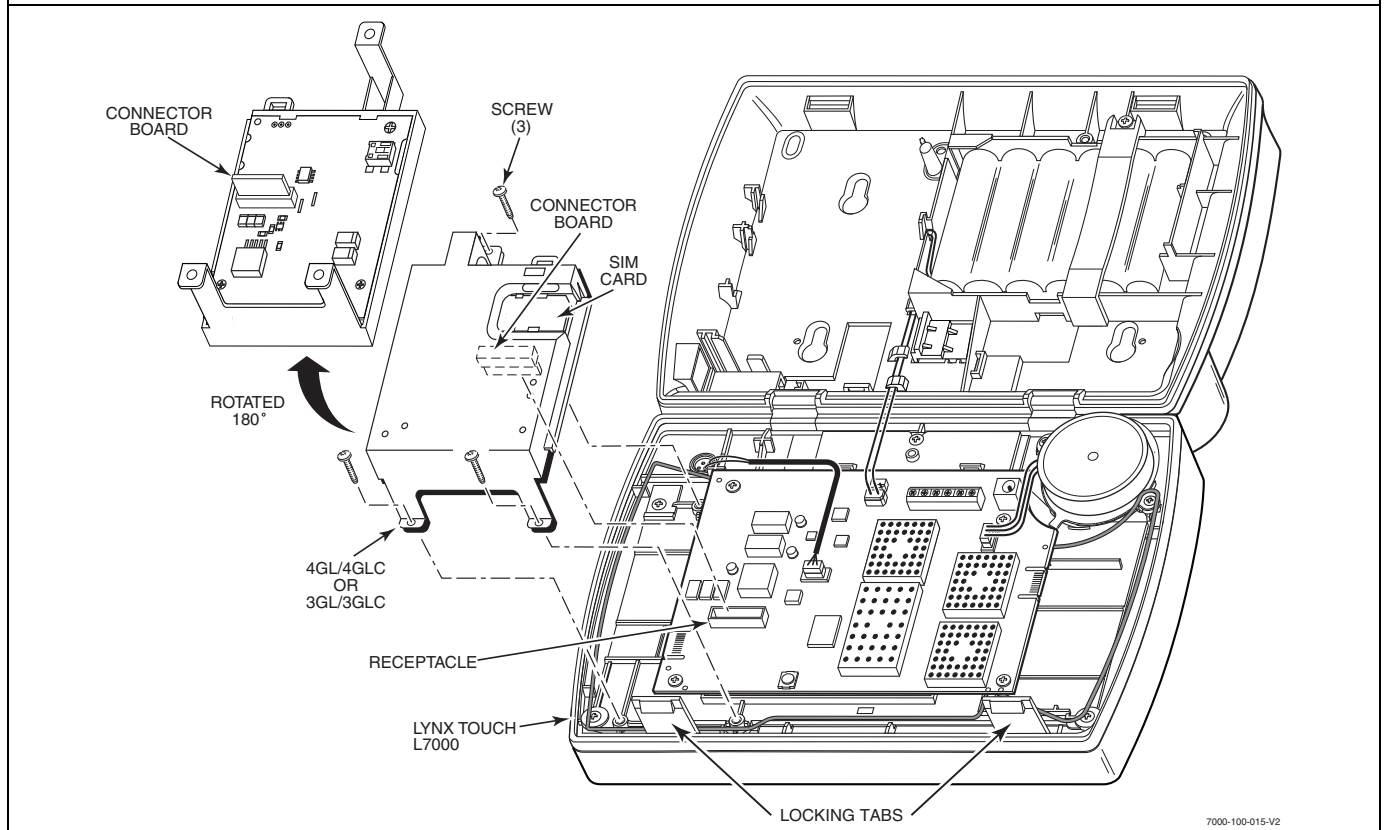 CONNECTOR
BOARD
SCREW
(3)
CONNECTOR
BOARD
SIM
CARD
ROTATED
180°
4GL/4GLC
OR
3GL/3GLC
RECEPTACLE
LYNX TOUCH
L7000
LOCKING TABS
7000-100-015-V2